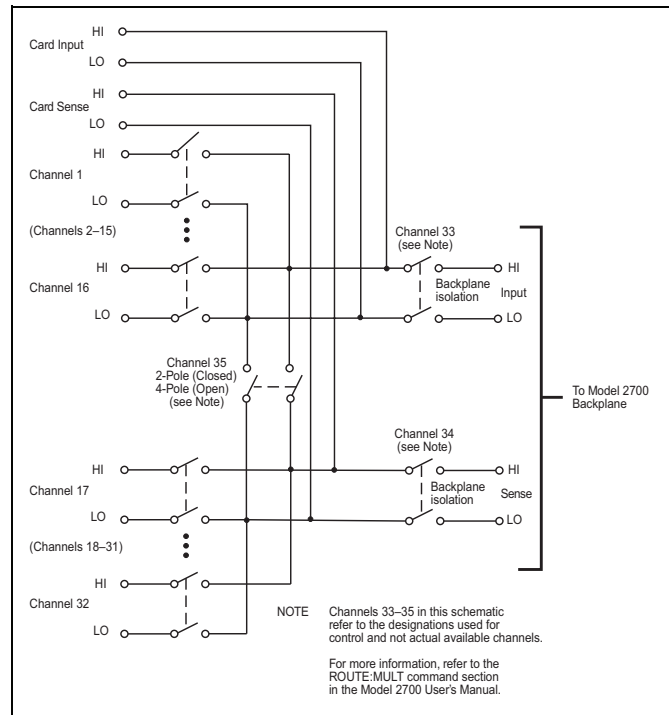 HI
Card Input
LO
HI
Card Sense
LO
HI
Channel 1
LO
(Channels 2–15)
HI
Channel 16
LO
Channel 33
(see Note)
Backplane
isolation
HI
Input
LO
Channel 35
2-Pole (Closed)
4-Pole (Open)
(see Note)
To Model 2700
Backplane
HI
Channel 17
LO
(Channels 18–31)
Channel 34
(see Note)
Backplane
isolation
HI
Sense
LO
HI
Channel 32
LO
NOTE Channels 33–35 in this schematic
refer to the designations used for
control and not actual available channels.
For more information, refer to the
ROUTE:MULT command section
in the Model 2700 User's Manual.